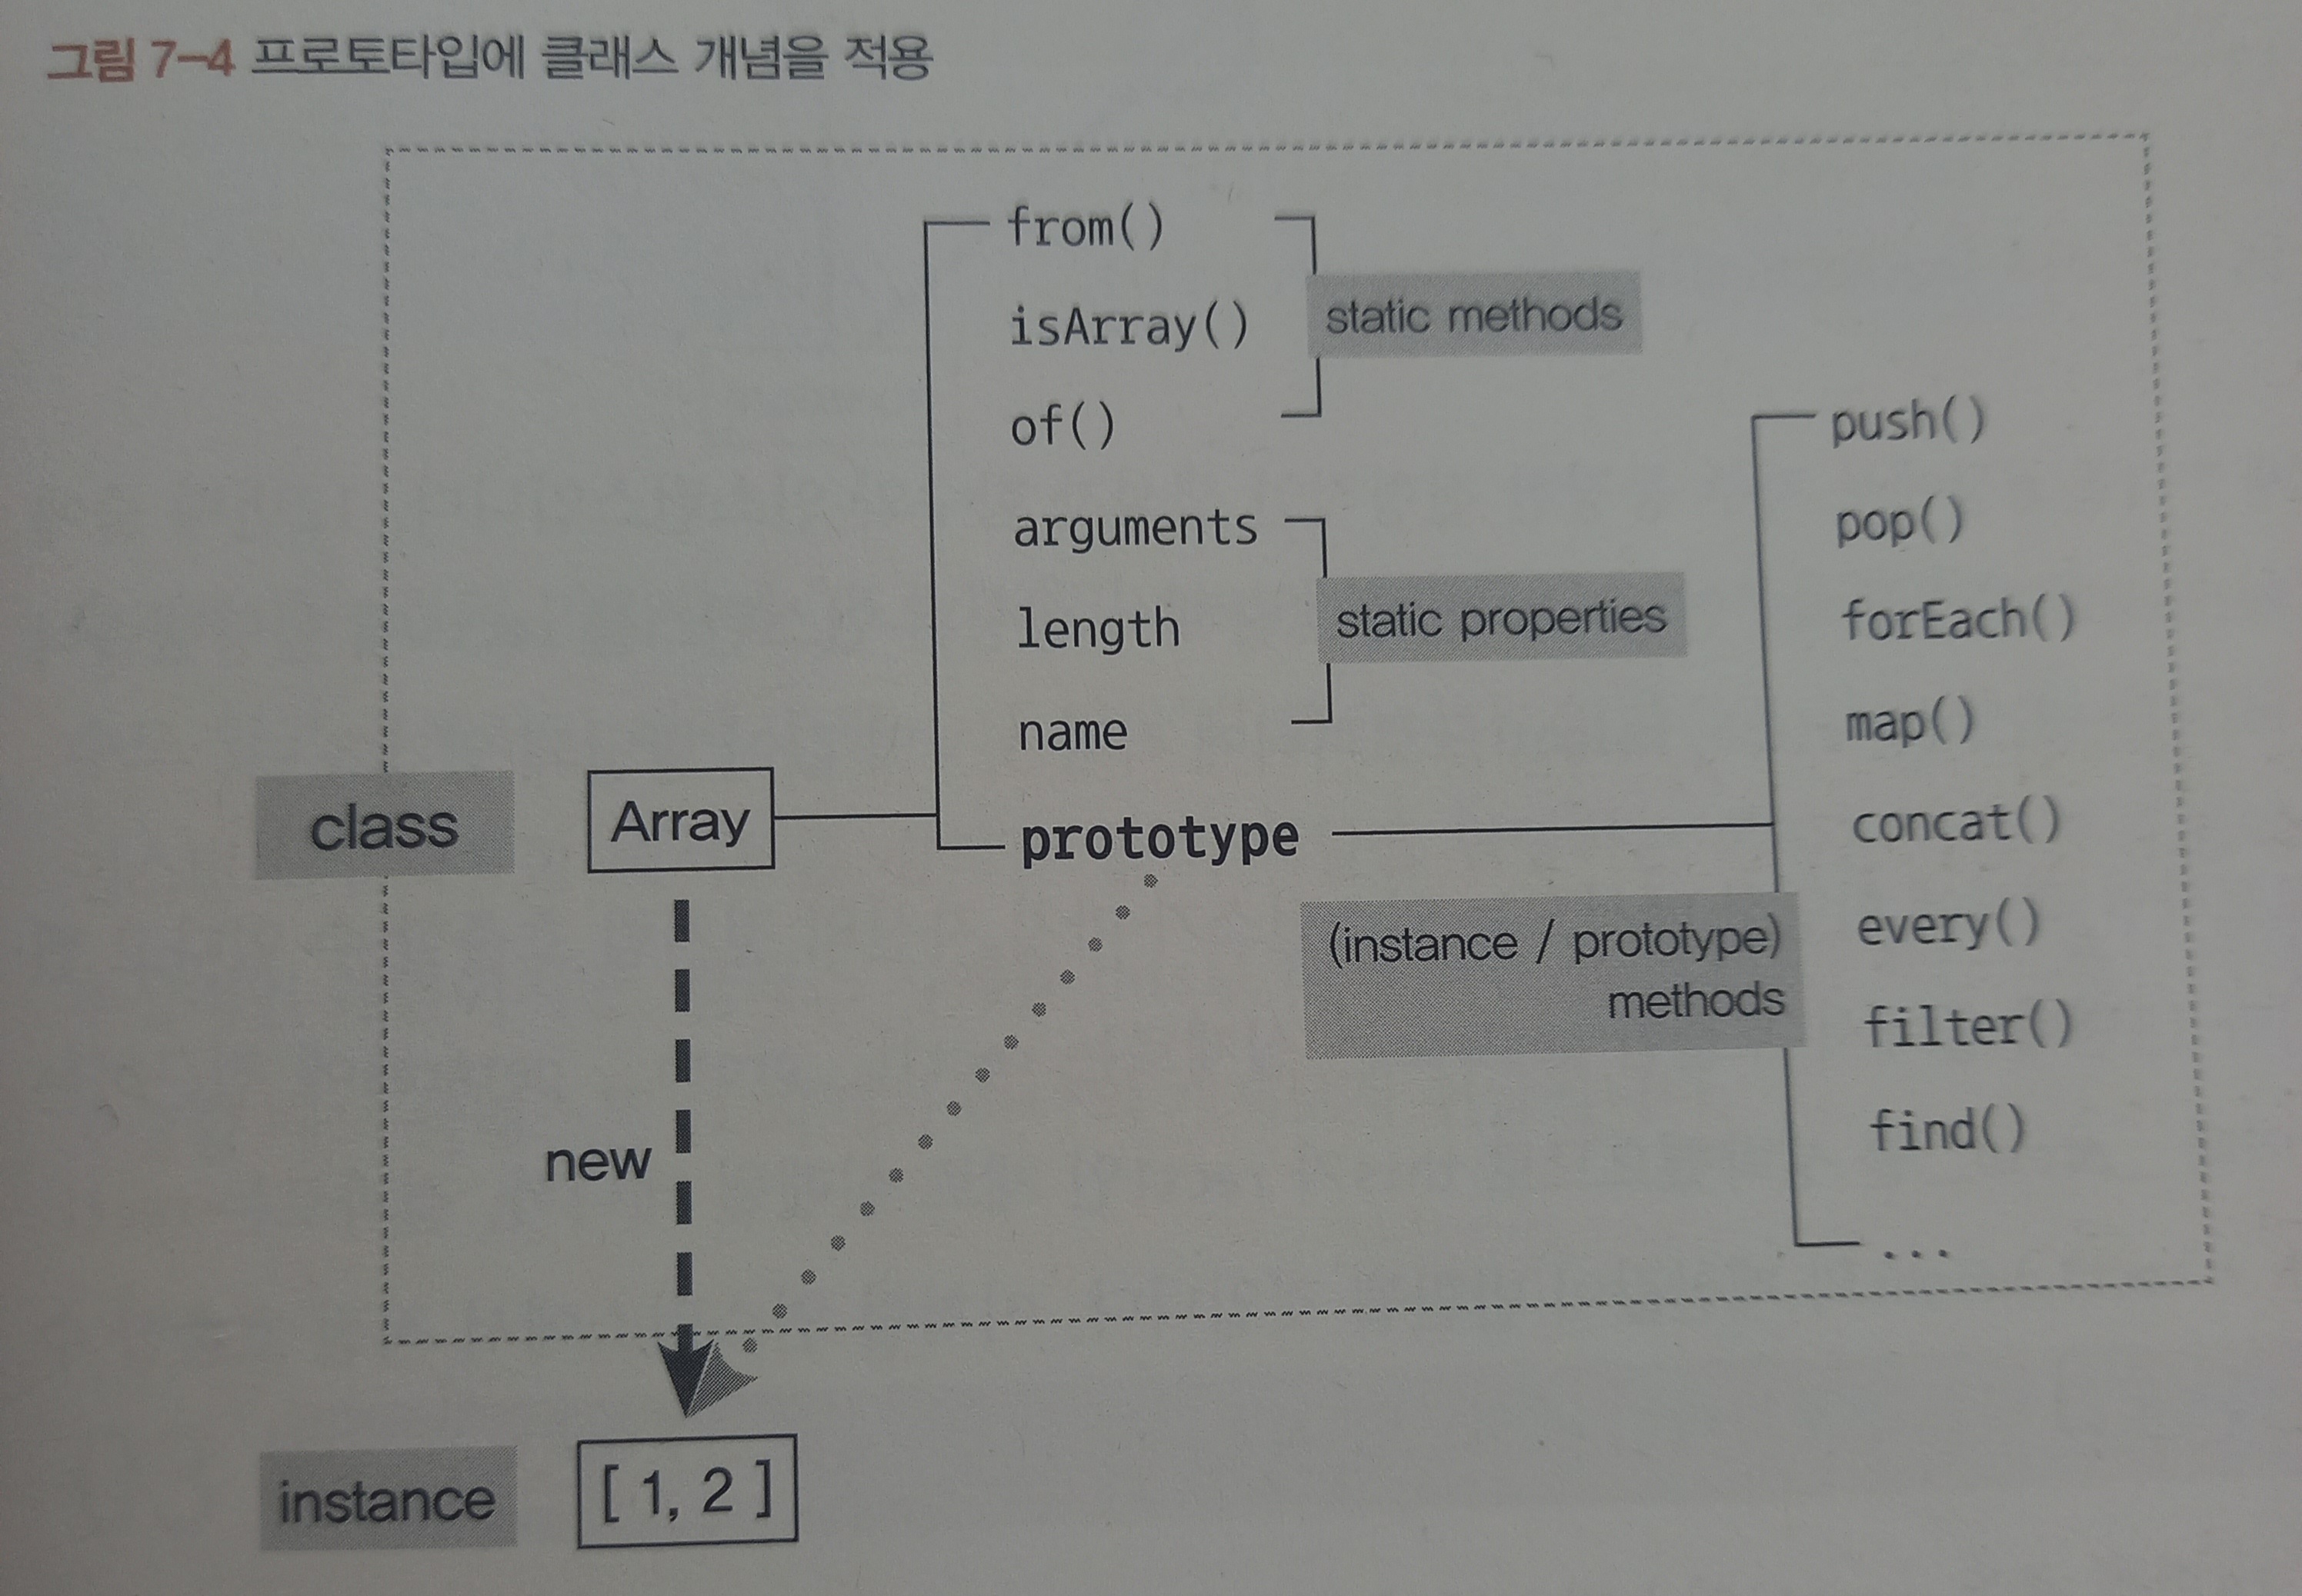 그림 7-4 프로토타입에 클래스 개념을 적용
from()
isArray()
of()
static methods
arguments
length
name
static properties
class
Array
prototype
push()
pop()
forEach()
map()
concat()
every()
filter()
find()
...
(instance / prototype)
methods
new
instance
[ 1, 2 ]